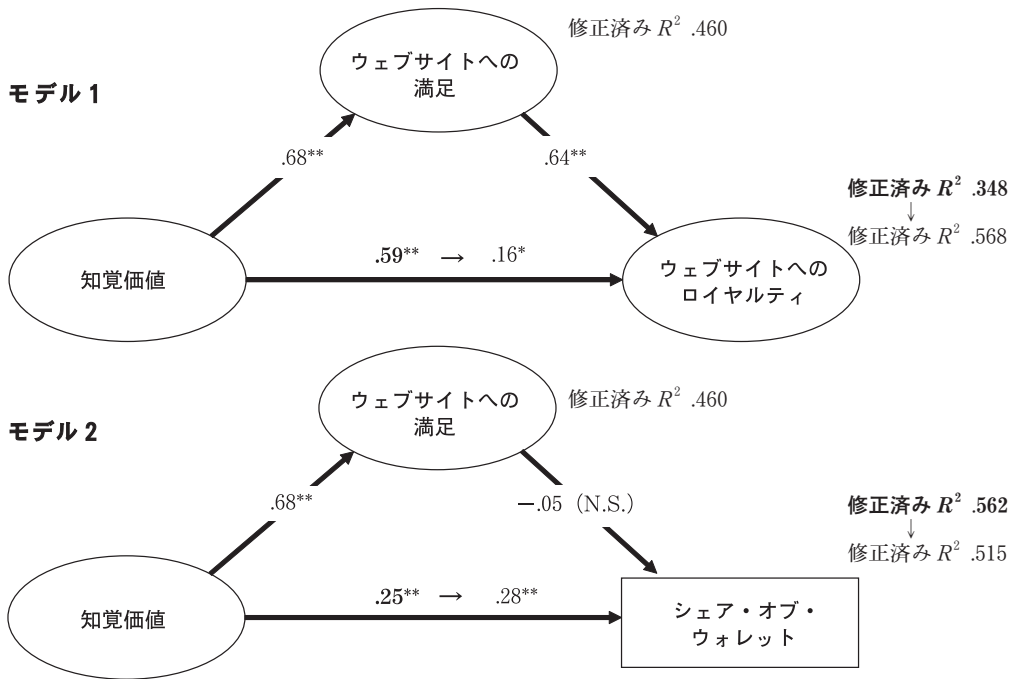 修正済み R² .460
ウェブサイトへの
満足
モデル 1
.68**
.64**
修正済み R² .348
↓
修正済み R² .568
.59** → .16*
知覚価値
ウェブサイトへの
ロイヤルティ
ウェブサイトへの
満足
修正済み R² .460
モデル 2
.68**
−.05（N.S.）
修正済み R² .562
↓
修正済み R² .515
.25** → .28**
知覚価値
シェア・オブ・
ウォレット